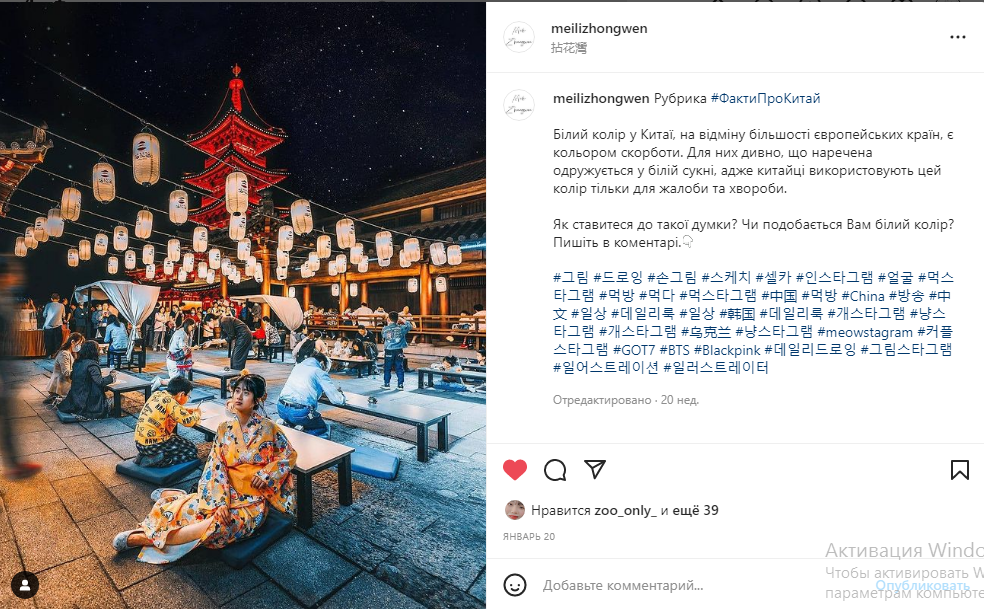 meilizhongwen
拈花灣
meilizhongwen Рубрика #ФактиПроКитай
Білий колір у Китаї, на відміну більшості європейських країн, є
кольором скорботи. Для них дивно, що наречена
одружується у білій сукні, адже китайці використовують цей
колір тільки для жалоби та хвороби.
Як ставитеся до такої думки? Чи подобається Вам білий колір?
Пишіть в коментарі.👇
#그림 #드로잉 #손그림 #스케치 #셀카 #인스타그램 #얼굴 #먹스
타그램 #먹방 #먹다 #먹스타그램 #中国 #먹방 #China #방송 #中
文 #일상 #데일리룩 #일상 #韩国 #데일리룩 #개스타그램 #냥스
타그램 #개스타그램 #乌克兰 #냥스타그램 #meowstagram #커플
스타그램 #GOT7 #BTS #Blackpink #데일리드로잉 #그림스타그램
#일어스트레이션 #일러스트레이터
Отредактировано · 20 нед.
Нравится zoo_only_ и ещё 39
ЯНВАРЬ 20
Добавьте комментарий...
Опубликовать
Активация Windo
Чтобы активировать W
параметрам компьюте